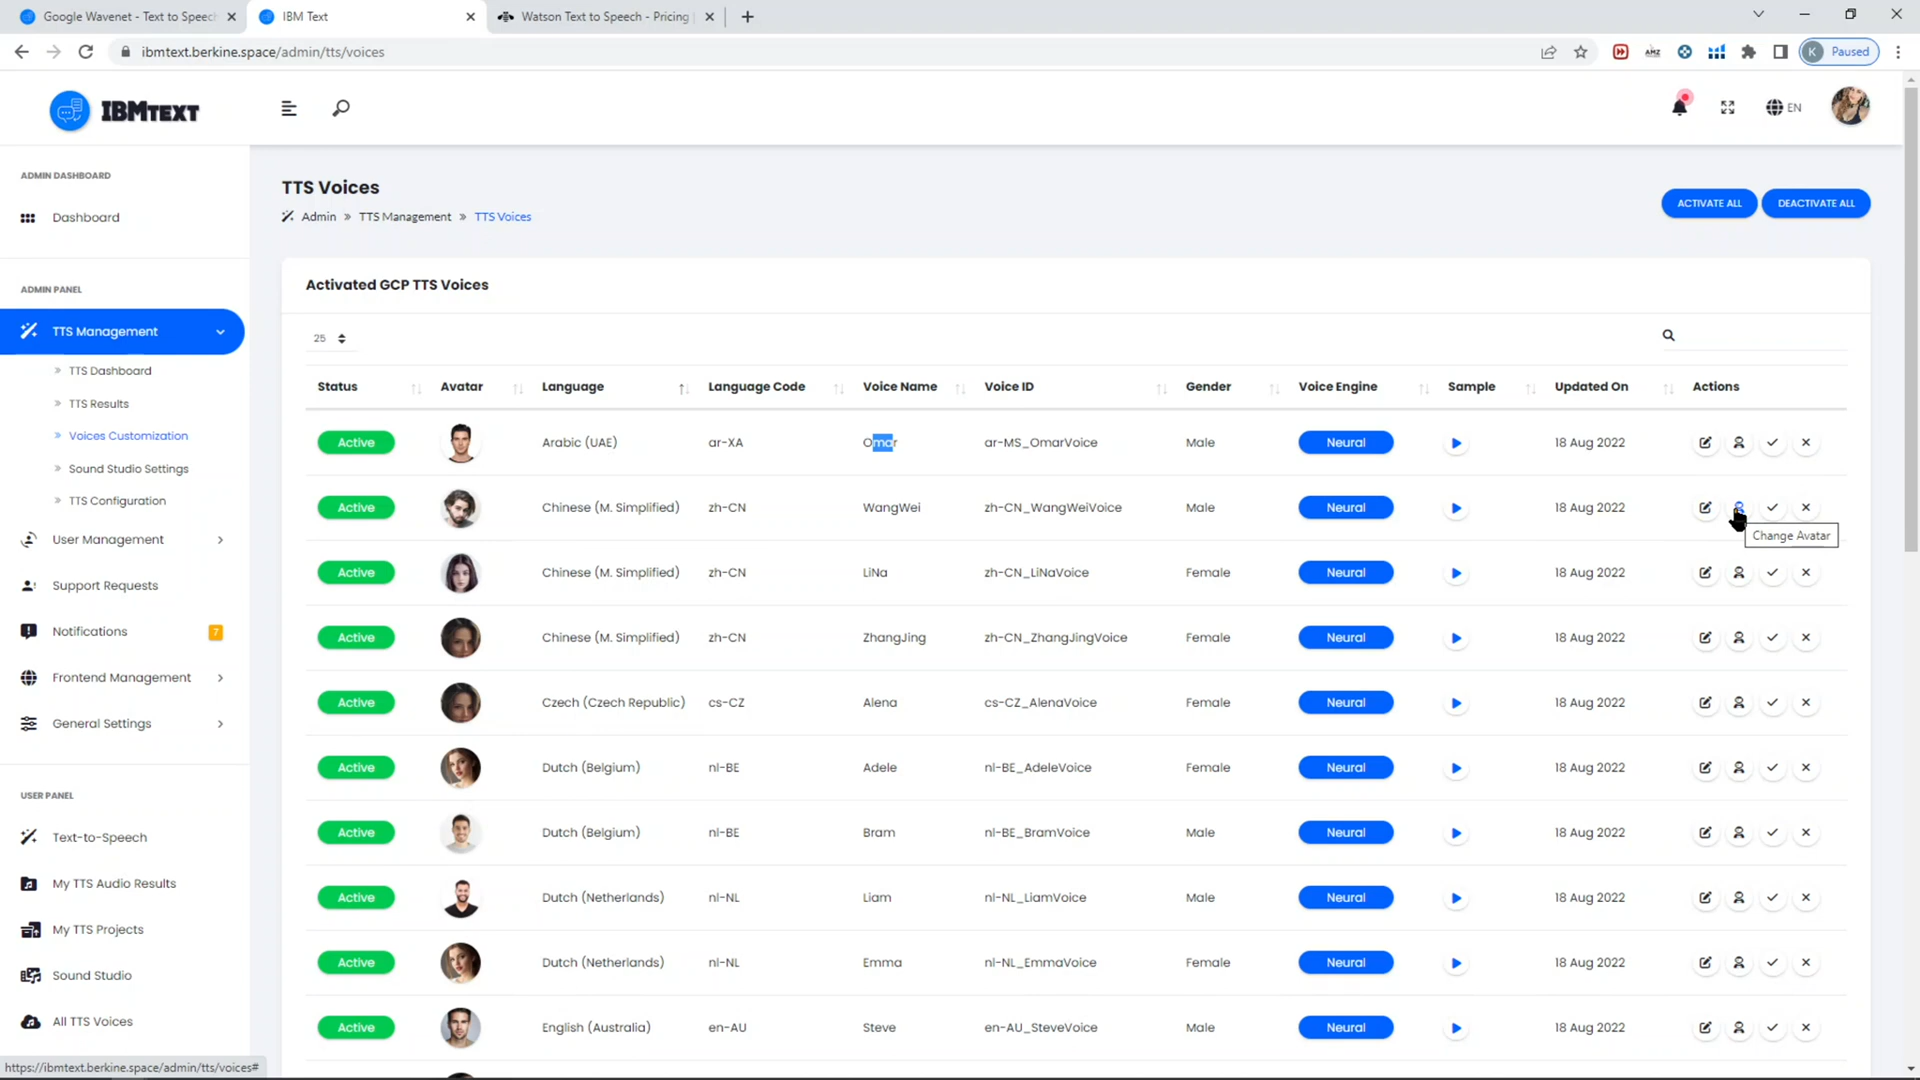 Google Wavenet - Text to Speech
IBM Text
Watson Text to Speech - Pricing
ibmtext.berkine.space/admin/tts/voices
K Paused
IBMTEXT
EN
ADMIN DASHBOARD
Dashboard
ADMIN PANEL
TTS Management
TTS Dashboard
TTS Results
Voices Customization
Sound Studio Settings
TTS Configuration
User Management
Support Requests
Notifications 7
Frontend Management
General Settings
USER PANEL
Text-to-Speech
My TTS Audio Results
My TTS Projects
Sound Studio
All TTS Voices
https://ibmtext.berkine.space/admin/tts/voices#
TTS Voices
Admin » TTS Management » TTS Voices
ACTIVATE ALL DEACTIVATE ALL
Activated GCP TTS Voices
25
Status Avatar Language Language Code Voice Name Voice ID Gender Voice Engine Sample Updated On Actions
Active Arabic (UAE) ar-XA Omar ar-MS_OmarVoice Male Neural 18 Aug 2022
Active Chinese (M. Simplified) zh-CN WangWei zh-CN_WangWeiVoice Male Neural 18 Aug 2022
Change Avatar
Active Chinese (M. Simplified) zh-CN LiNa zh-CN_LiNaVoice Female Neural 18 Aug 2022
Active Chinese (M. Simplified) zh-CN ZhangJing zh-CN_ZhangJingVoice Female Neural 18 Aug 2022
Active Czech (Czech Republic) cs-CZ Alena cs-CZ_AlenaVoice Female Neural 18 Aug 2022
Active Dutch (Belgium) nl-BE Adele nl-BE_AdeleVoice Female Neural 18 Aug 2022
Active Dutch (Belgium) nl-BE Bram nl-BE_BramVoice Male Neural 18 Aug 2022
Active Dutch (Netherlands) nl-NL Liam nl-NL_LiamVoice Male Neural 18 Aug 2022
Active Dutch (Netherlands) nl-NL Emma nl-NL_EmmaVoice Female Neural 18 Aug 2022
Active English (Australia) en-AU Steve en-AU_SteveVoice Male Neural 18 Aug 2022